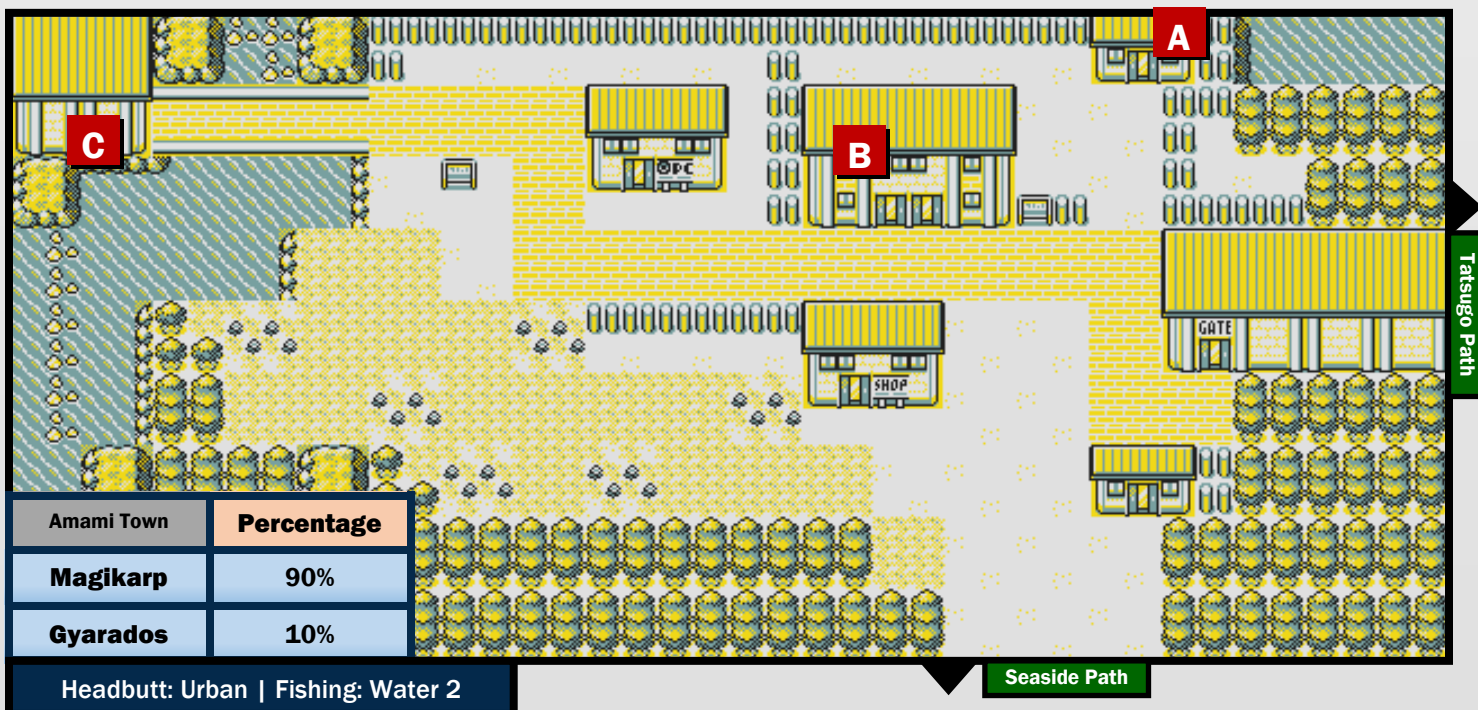 A
C
B
PC
GATE
SHOP
Tatsugo Path
Amami Town Percentage
Magikarp 90%
Gyarados 10%
Headbutt: Urban | Fishing: Water 2
Seaside Path